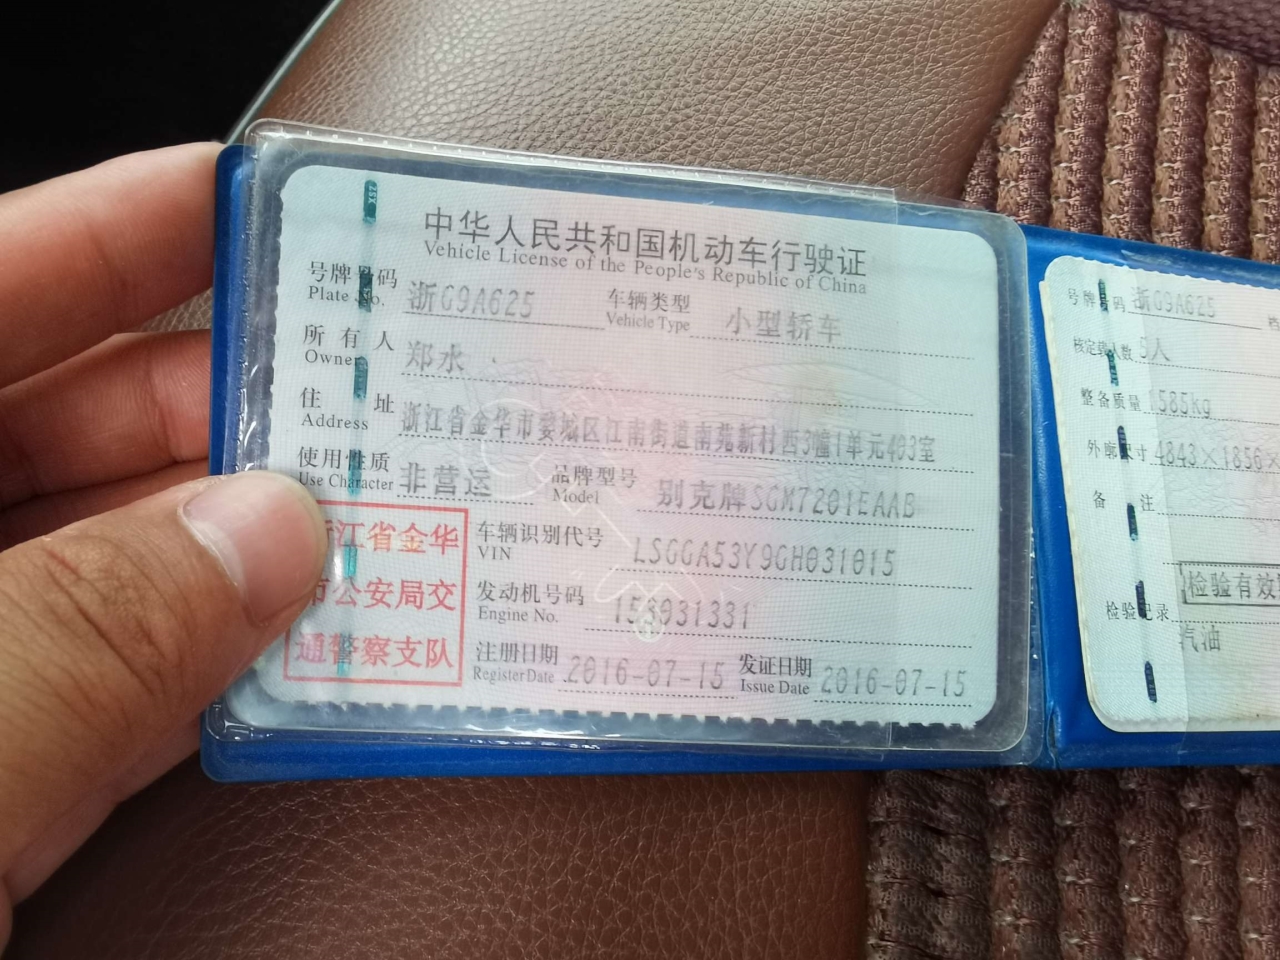 中华人民共和国机动车行驶证
Vehicle License of the People's Republic of China
号牌号码 浙G9A625 车辆类型 小型轿车
Plate No. Vehicle Type
所有人 郑水
Owner
住址 浙江省金华市婺城区江南街道南苑新村西3幢1单元403室
Address
使用性质 非营运 品牌型号 别克牌SGM7201EAAB
Use Character Model
浙江省金华
市公安局交
通警察支队
车辆识别代号 LSGGA53Y9GH031015
VIN
发动机号码 153031331
Engine No.
注册日期 2016-07-15 发证日期 2016-07-15
Register Date Issue Date
XSZ
号牌号码 浙G9A625
核定载人数 5人
整备质量 1585kg
外廓尺寸 4843×1856×
备注
检验有效
检验记录
汽油